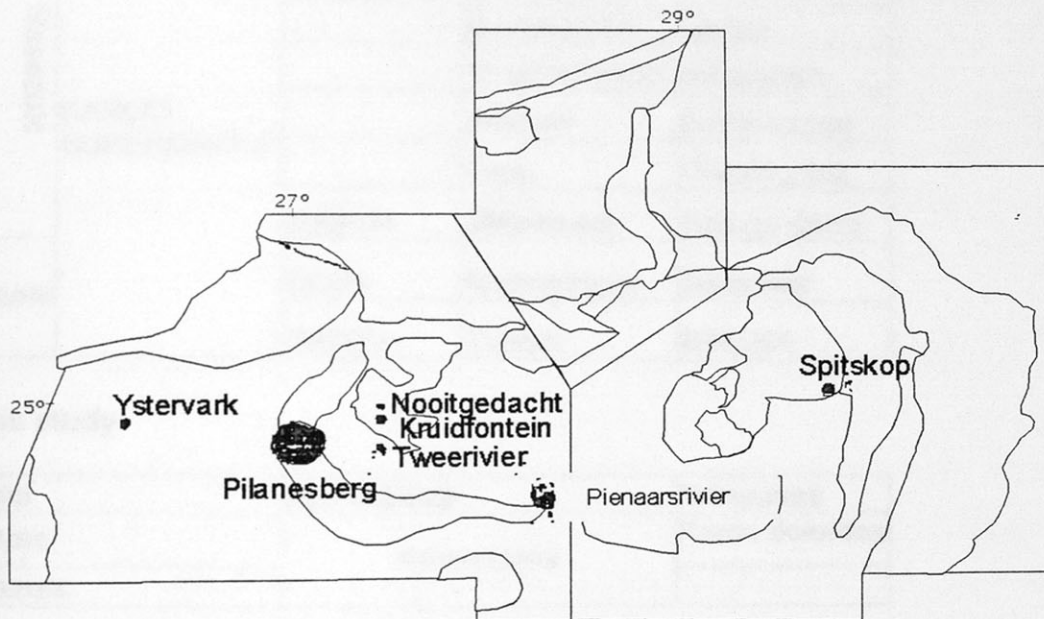 29°
27°
Spitskop
25°
Ystervark
Nooitgedacht
Kruidfontein
Tweerivier
Pilanesberg
Pienaarsrivier